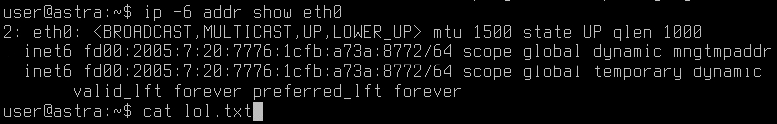 user@astra:~$ ip -6 addr show eth0
2: eth0: <BROADCAST,MULTICAST,UP,LOWER_UP> mtu 1500 state UP qlen 1000
inet6 fd00:2005:7:20:7776:1cfb:a73a:8772/64 scope global dynamic mngtmpaddr
inet6 fd00:2005:7:20:7776:1cfb:a73a:8772/64 scope global temporary dynamic
valid_lft forever preferred_lft forever
user@astra:~$ cat lol.txt